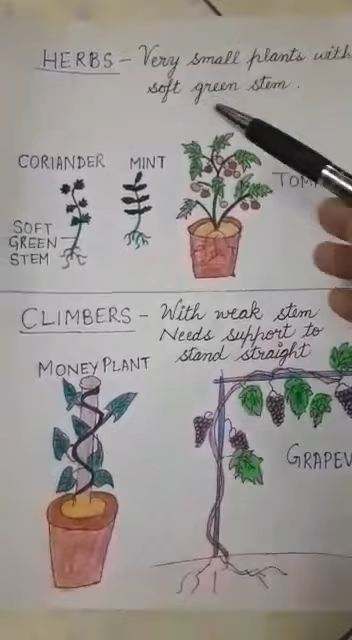 HERBS - Very small plants with
soft green stem.
CORIANDER
MINT
SOFT
GREEN
STEM
CLIMBERS - With weak stem
Needs support to
stand straight
MONEY PLANT